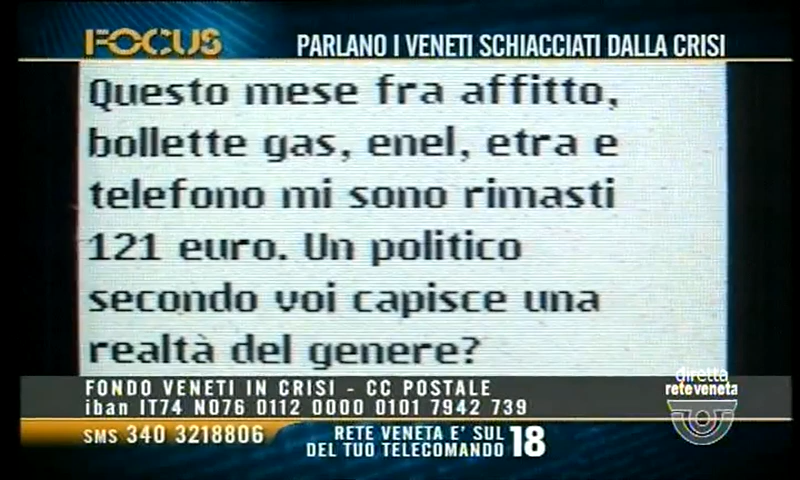 FOCUS
PARLANO I VENETI SCHIACCIATI DALLA CRISI
Questo mese fra affitto,
bollette gas, enel, etra e
telefono mi sono rimasti
121 euro. Un politico
secondo voi capisce una
realtà del genere?
diretta
reteveneta
FONDO VENETI IN CRISI - CC POSTALE
iban IT74 N076 0112 0000 0101 7942 739
SMS 340 3218806
RETE VENETA E' SUL
DEL TUO TELECOMANDO 18